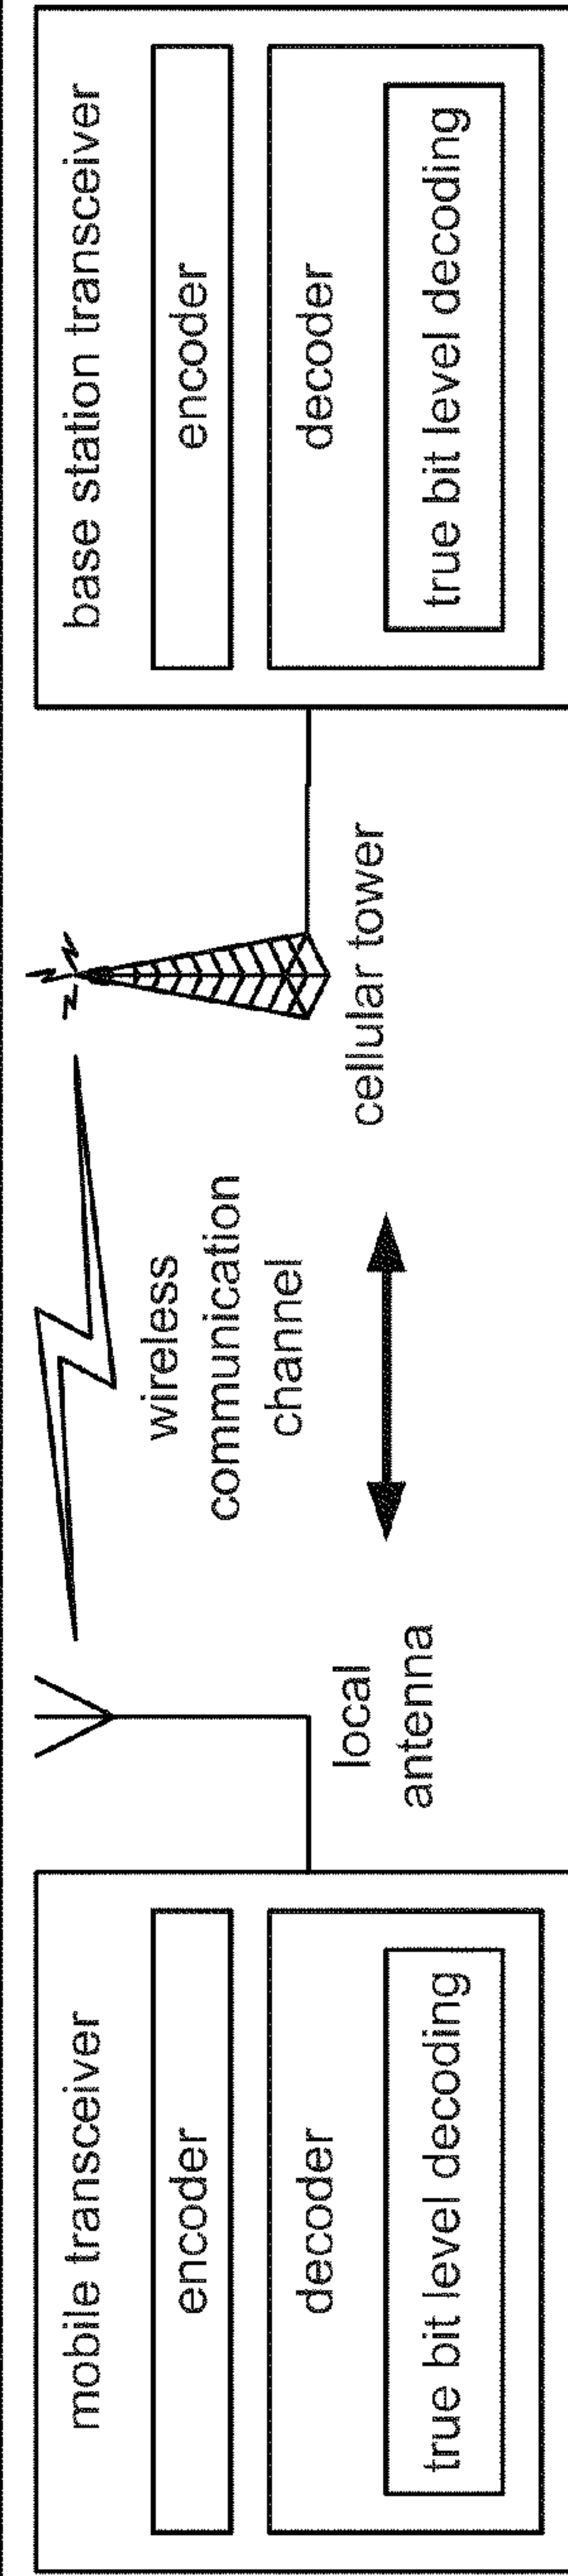 mobile transceiver
encoder
decoder
true bit level decoding
local
antenna
wireless
communication
channel
cellular tower
base station transceiver
encoder
decoder
true bit level decoding